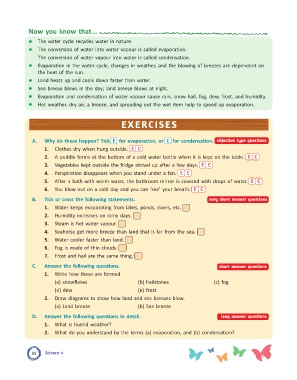 Now you know that...
The water cycle recycles water in nature.
The conversion of water into water vapour is called evaporation.
The conversion of water vapour into water is called condensation.
Evaporation in the water cycle, changes in weather, and the blowing of breezes are dependent on
the heat of the sun.
Land heats up and cools down faster than water.
Sea breeze blows in the day; land breeze blows at night.
Evaporation and condensation of water vapour cause rain, snow, hail, fog, dew, frost, and humidity.
Hot weather, dry air, a breeze, and spreading out the wet item help to speed up evaporation.
EXERCISES
A. Why do these happen? Tick E for evaporation, or C for condensation. objective type questions
1. Clothes dry when hung outside. E C
2. A puddle forms at the bottom of a cold water bottle when it is kept on the table. E C
3. Vegetables kept outside the fridge shrivel up after a few days. E C
4. Perspiration disappears when you stand under a fan. E C
5. After a bath with warm water, the bathroom mirror is covered with drops of water. E C
6. You blow out on a cold day and you can 'see' your breath. E C
B. Tick or cross the following statements. very short answer questions
1. Water keeps evaporating from lakes, ponds, rivers, etc.
2. Humidity increases on rainy days.
3. Steam is hot water vapour.
4. Seashore get more breeze than land that is far from the sea.
5. Water cooler faster than land.
6. Fog is made of thin clouds.
7. Frost and hail are the same thing.
C. Answer the following questions. short answer questions
1. Write how these are formed
(a) snowflakes (b) hailstones (c) fog
(c) dew (e) frost
2. Draw diagrams to show how land and sea breezes blow.
(a) Land breeze (b) Sea breeze
D. Answer the following questions in detail. long answer questions
1. What is humid weather?
2. What do you understand by the terms (a) evaporation, and (b) condensation?
Science 4